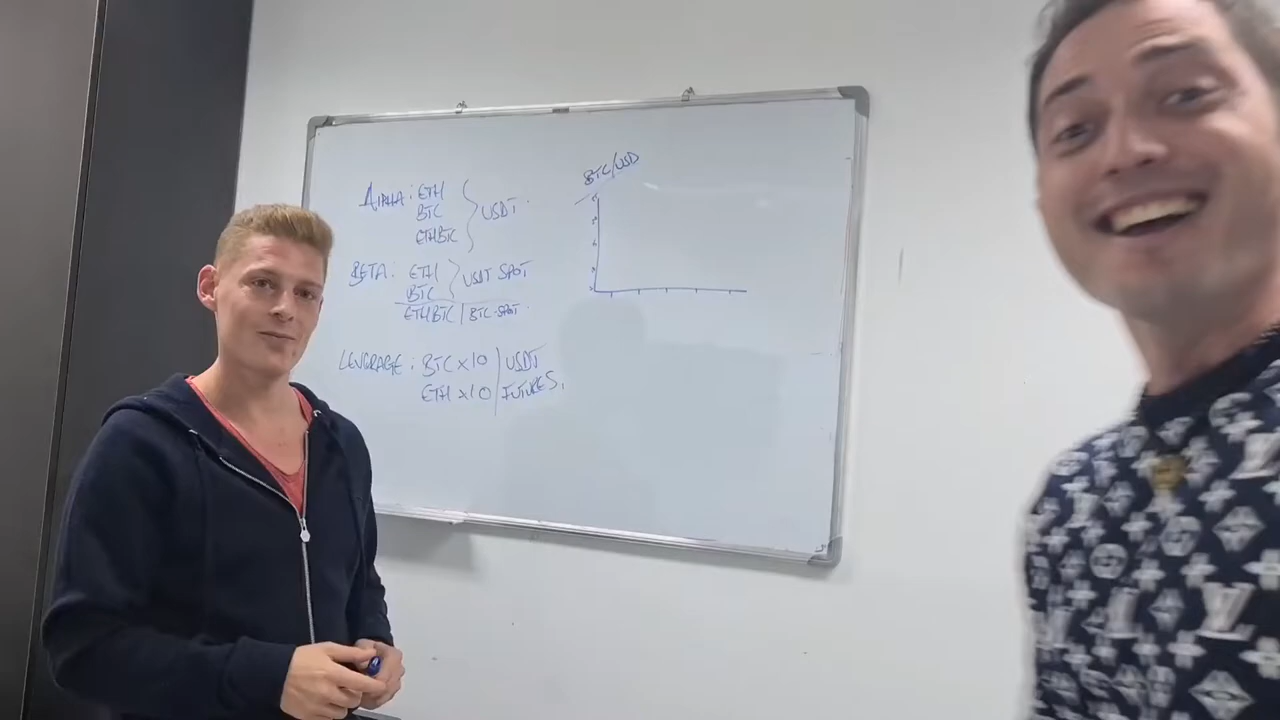 ALPHA: ETH
BTC
ETHBTC
USDT
BETA: ETH
BTC
USDT SPOT
ETHBTC | BTC-SPOT
LEVERAGE: BTC x10 | USDT
ETH x10 | FUTURES.
BTC/USD
LV